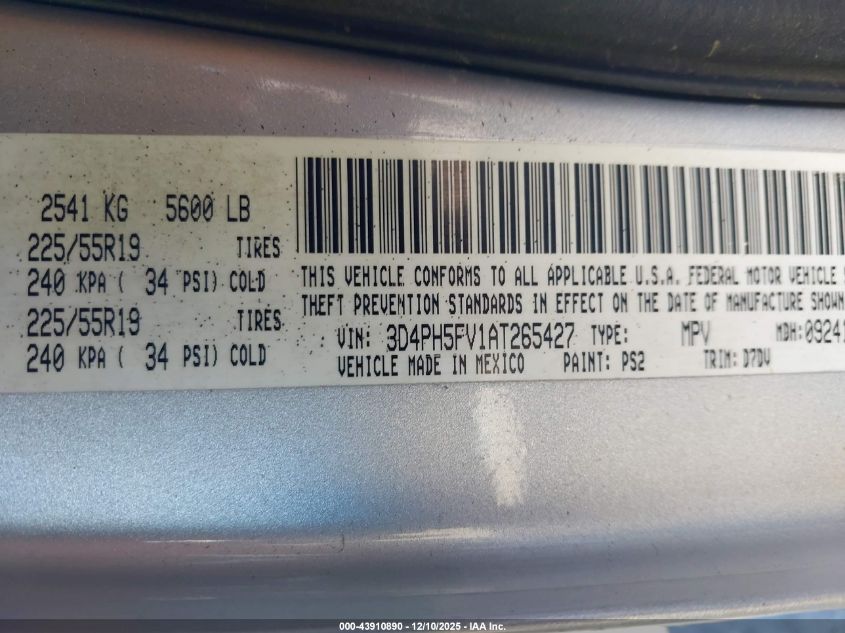 2541 KG 5600 LB
225/55R19 TIRES
240 KPA ( 34 PSI) COLD
225/55R19 TIRES
240 KPA ( 34 PSI) COLD
THIS VEHICLE CONFORMS TO ALL APPLICABLE U.S.A. FEDERAL MOTOR VEHICLE
THEFT PREVENTION STANDARDS IN EFFECT ON THE DATE OF MANUFACTURE SHOWN
VIN: 3D4PH5FV1AT265427 TYPE: MPV MDH:09241
VEHICLE MADE IN MEXICO PAINT: PS2 TRIM: D7DV
000-43910890 - 12/10/2025 - IAA Inc.